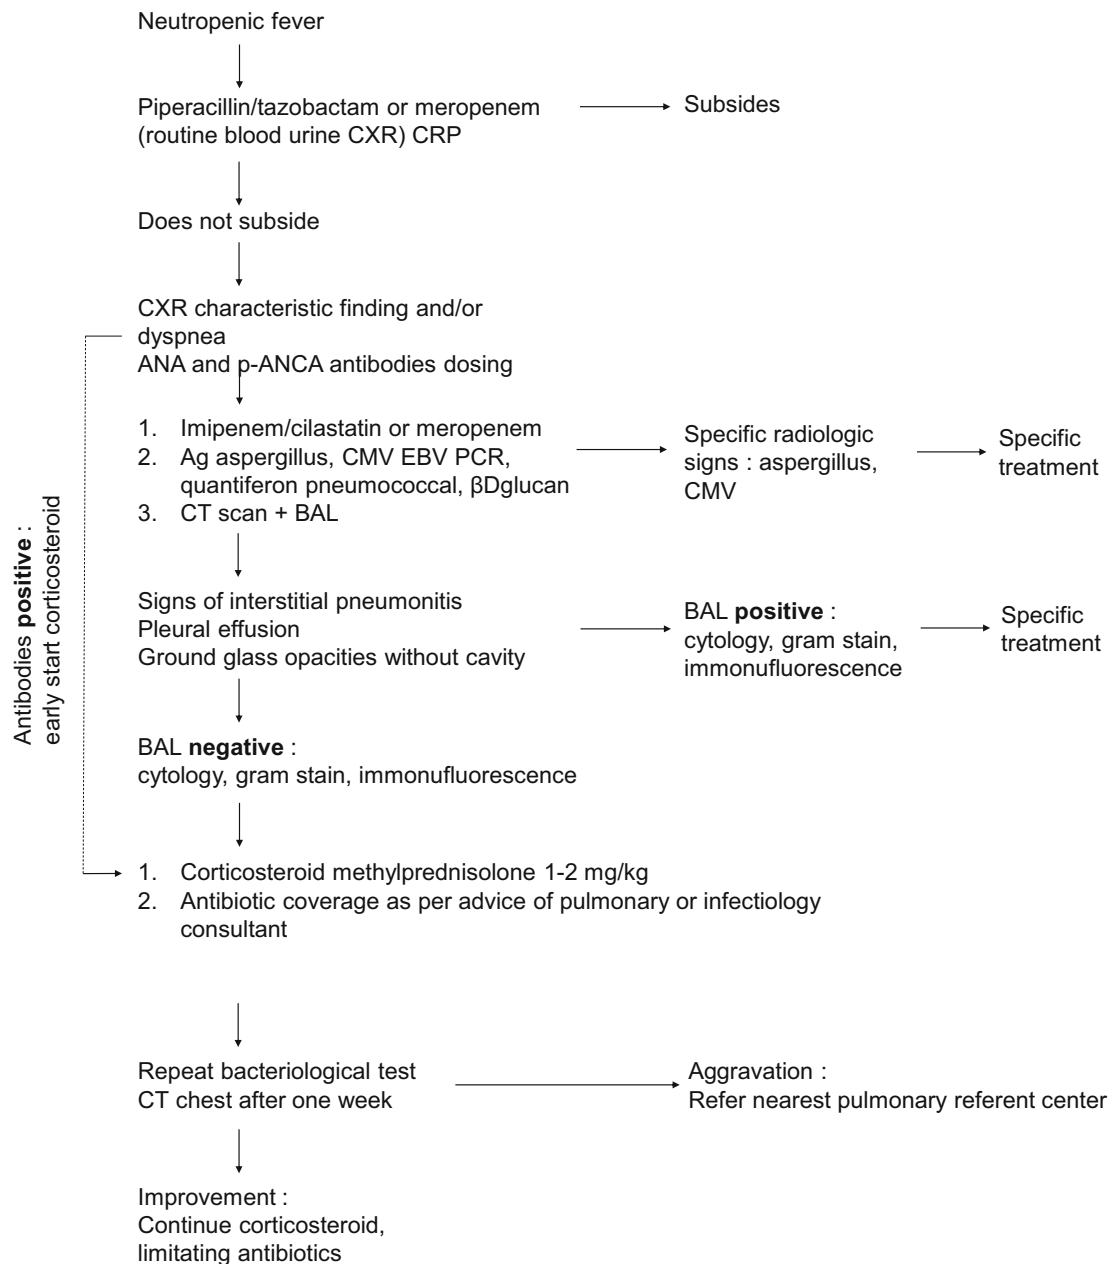 Neutropenic fever
Piperacillin/tazobactam or meropenem
(routine blood urine CXR) CRP
Subsides
Does not subside
CXR characteristic finding and/or
dyspnea
ANA and p-ANCA antibodies dosing
1. Imipenem/cilastatin or meropenem
2. Ag aspergillus, CMV EBV PCR,
quantiferon pneumococcal, βDglucan
3. CT scan + BAL
Specific radiologic
signs : aspergillus,
CMV
Specific
treatment
Antibodies positive :
early start corticosteroid
Signs of interstitial pneumonitis
Pleural effusion
Ground glass opacities without cavity
BAL positive :
cytology, gram stain,
immonufluorescence
Specific
treatment
BAL negative :
cytology, gram stain, immonufluorescence
1. Corticosteroid methylprednisolone 1-2 mg/kg
2. Antibiotic coverage as per advice of pulmonary or infectiology
consultant
Repeat bacteriological test
CT chest after one week
Aggravation :
Refer nearest pulmonary referent center
Improvement :
Continue corticosteroid,
limitating antibiotics